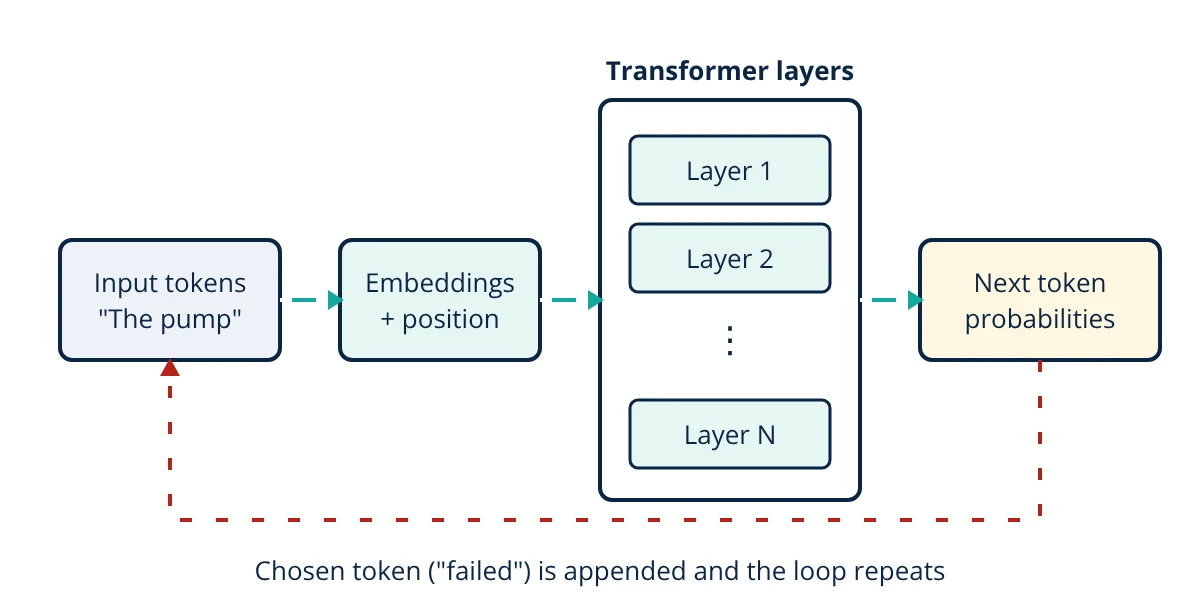 Transformer layers
Layer 1
Layer 2
⋮
Layer N
Input tokens
"The pump"
Embeddings
+ position
Next token
probabilities
Chosen token ("failed") is appended and the loop repeats